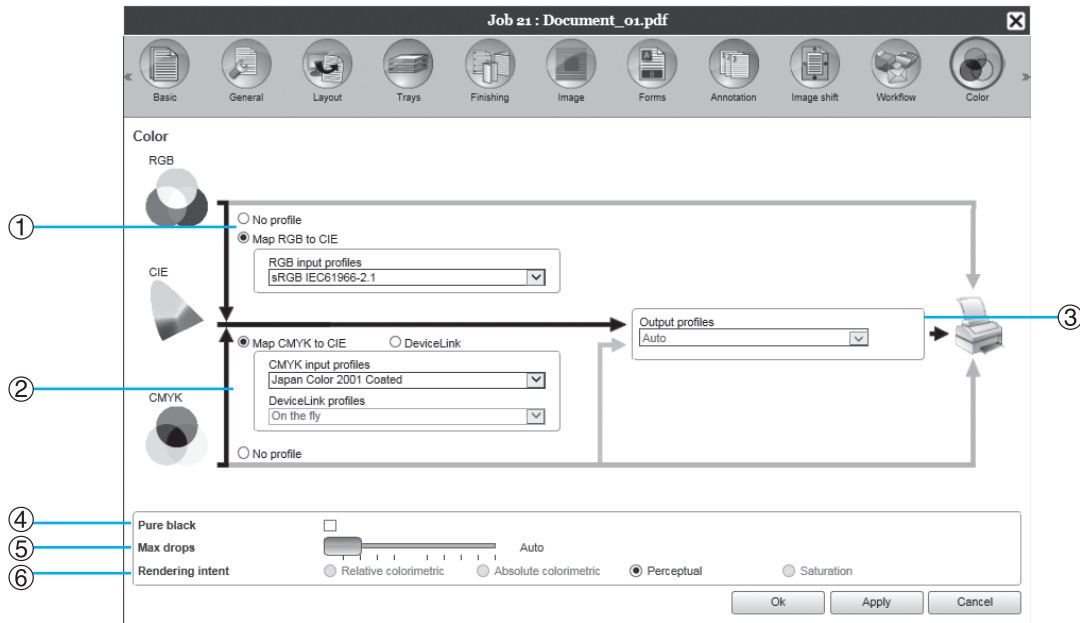 Job 21 : Document_01.pdf
Basic General Layout Trays Finishing Image Forms Annotation Image shift Workflow Color
Color
RGB
① No profile
Map RGB to CIE
RGB input profiles
sRGB IEC61966-2.1
CIE
Output profiles
Auto
③
Map CMYK to CIE DeviceLink
CMYK input profiles
② Japan Color 2001 Coated
DeviceLink profiles
CMYK
On the fly
No profile
④ Pure black
⑤ Max drops Auto
⑥ Rendering intent Relative colorimetric Absolute colorimetric Perceptual Saturation
Ok Apply Cancel